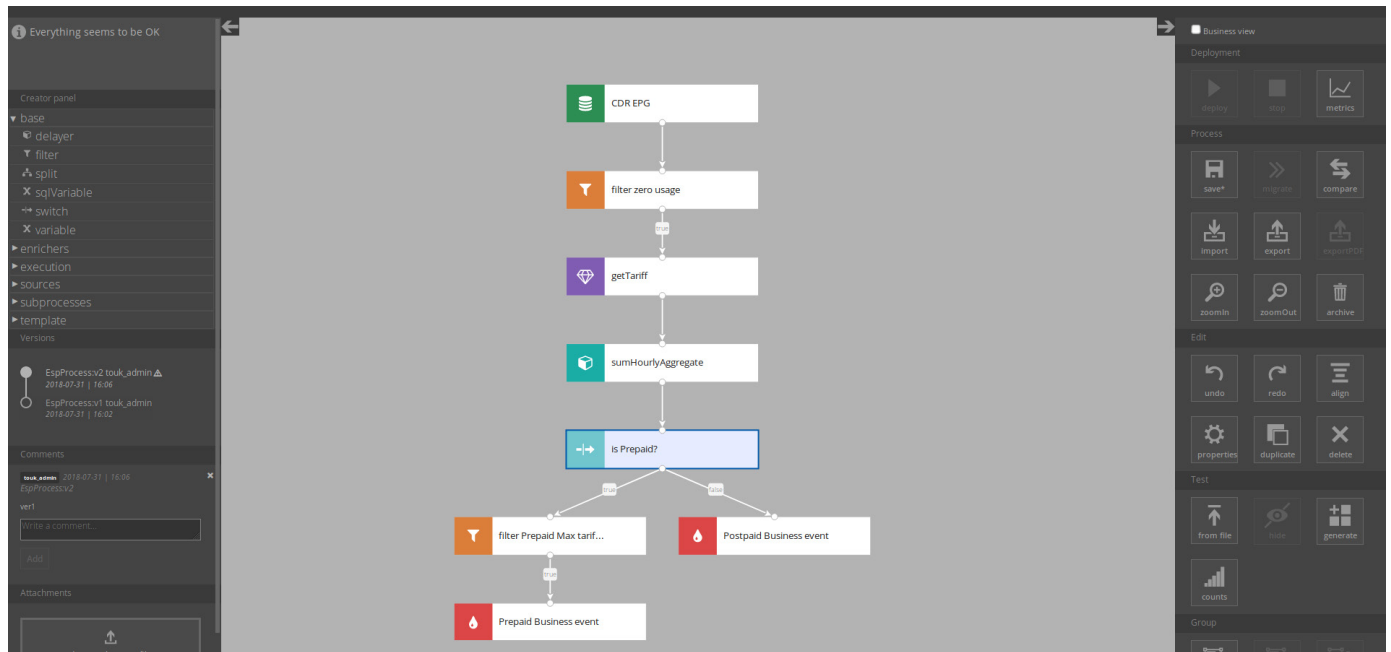 Everything seems to be OK
Creator panel
base
delayer
filter
split
sqlVariable
switch
variable
enrichers
execution
sources
subprocesses
template
Versions
EspProcess:v2 touk_admin
2018-07-31 | 16:06
EspProcess:v1 touk_admin
2018-07-31 | 16:02
Comments
touk_admin 2018-07-31 | 16:06
EspProcess:v2
ver1
Write a comment...
Add
Attachments
CDR EPG
filter zero usage
true
getTariff
sumHourlyAggregate
is Prepaid?
true false
filter Prepaid Max tarif... Postpaid Business event
true
Prepaid Business event
Business view
Deployment
deploy stop metrics
Process
save* migrate compare
import export exportPDF
zoomIn zoomOut archive
Edit
undo redo align
properties duplicate delete
Test
from file hide generate
counts
Group